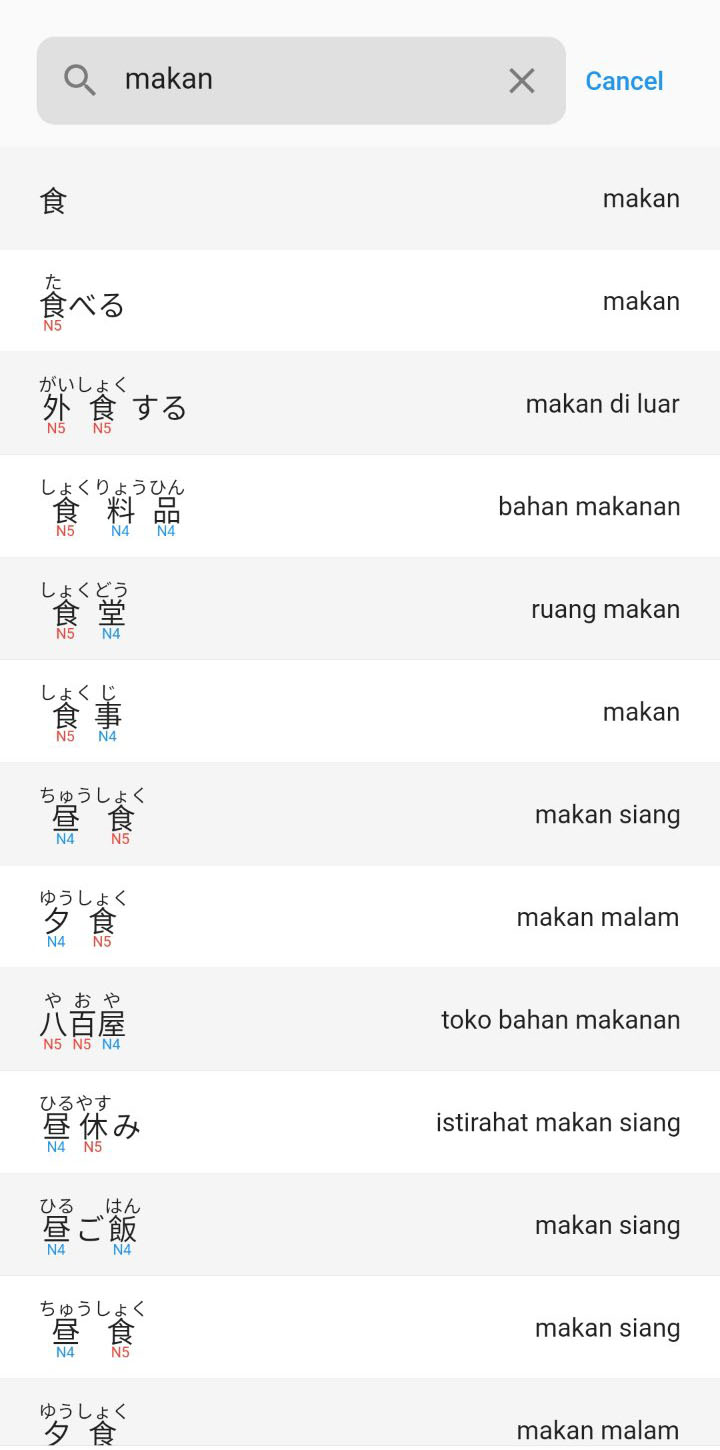 makan
Cancel
食 makan
た
食べる makan
N5
がいしょく
外食する makan di luar
N5 N5
しょくりょうひん
食料品 bahan makanan
N5 N4 N4
しょくどう
食堂 ruang makan
N5 N4
しょくじ
食事 makan
N5 N4
ちゅうしょく
昼食 makan siang
N4 N5
ゆうしょく
夕食 makan malam
N4 N5
や お や
八百屋 toko bahan makanan
N5 N5 N4
ひるやす
昼休み istirahat makan siang
N4 N5
ひる はん
昼ご飯 makan siang
N4 N4
ちゅうしょく
昼食 makan siang
N4 N5
ゆうしょく
夕食 makan malam